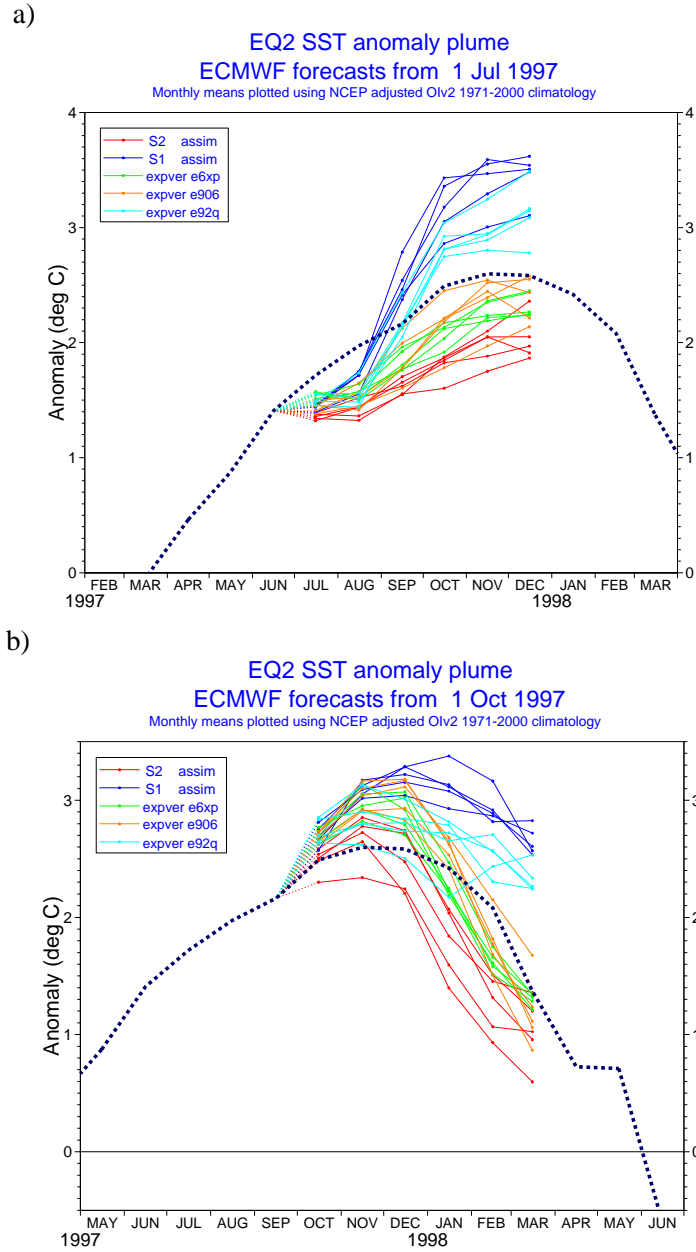 a)
EQ2 SST anomaly plume
ECMWF forecasts from 1 Jul 1997
Monthly means plotted using NCEP adjusted OIv2 1971-2000 climatology
4 4
S2 assim
S1 assim
expver e6xp
expver e906
expver e92q
3 3
Anomaly (deg C)
2 2
1 1
0 0
FEB MAR APR MAY JUN JUL AUG SEP OCT NOV DEC JAN FEB MAR
1997 1998
b)
EQ2 SST anomaly plume
ECMWF forecasts from 1 Oct 1997
Monthly means plotted using NCEP adjusted OIv2 1971-2000 climatology
S2 assim
S1 assim
expver e6xp
expver e906
expver e92q
3 3
Anomaly (deg C)
2 2
1 1
0 0
MAY JUN JUL AUG SEP OCT NOV DEC JAN FEB MAR APR MAY JUN
1997 1998